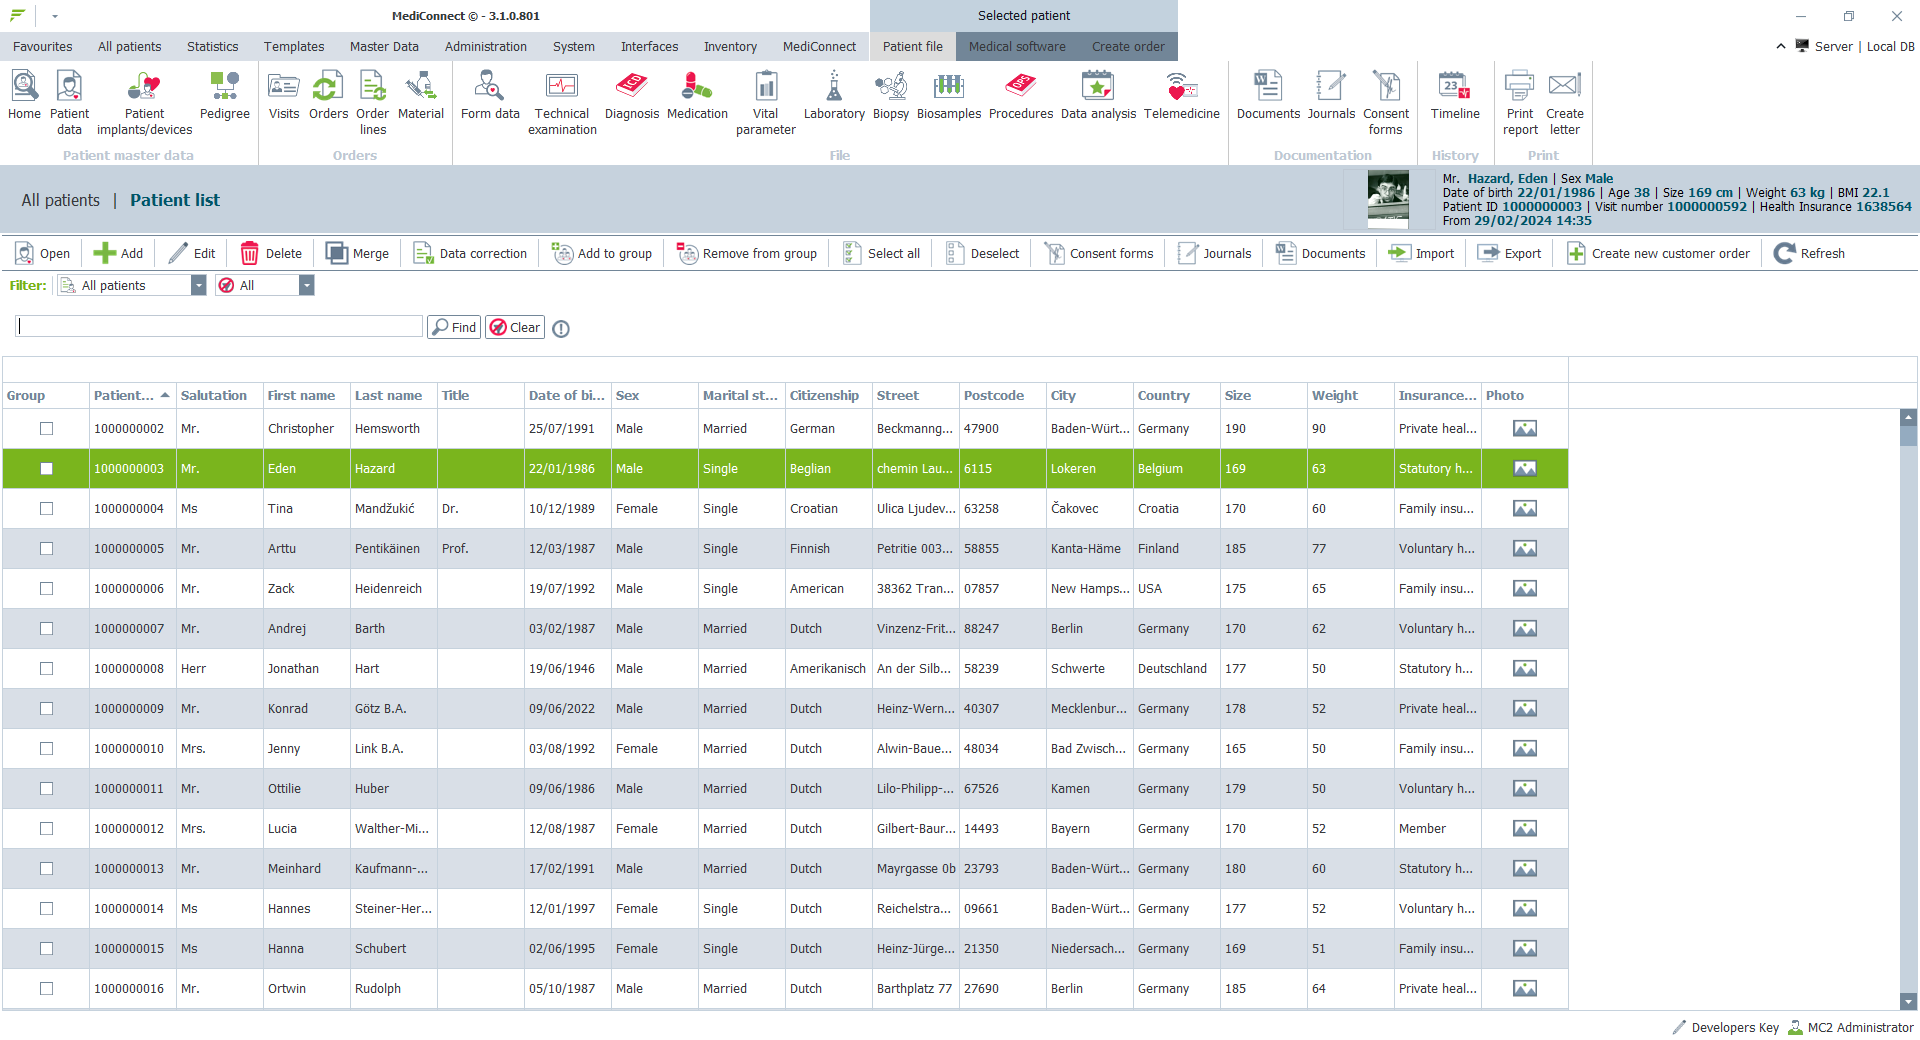 MediConnect © - 3.1.0.801
Selected patient
Favourites All patients Statistics Templates Master Data Administration System Interfaces Inventory MediConnect Patient file Medical software Create order Server | Local DB
Home Patient data Patient implants/devices Pedigree Visits Orders Order lines Material Form data Technical examination Diagnosis Medication Vital parameter Laboratory Biopsy Biosamples Procedures Data analysis Telemedicine Documents Journals Consent forms Timeline Print report Create letter
Patient master data Orders File Documentation History Print
All patients | Patient list
Mr. Hazard, Eden | Sex Male
Date of birth 22/01/1986 | Age 38 | Size 169 cm | Weight 63 kg | BMI 22.1
Patient ID 1000000003 | Visit number 1000000592 | Health Insurance 1638564
From 29/02/2024 14:35
Open Add Edit Delete Merge Data correction Add to group Remove from group Select all Deselect Consent forms Journals Documents Import Export Create new customer order Refresh
Filter: All patients All
Find Clear
Group Patient... Salutation First name Last name Title Date of bi... Sex Marital st... Citizenship Street Postcode City Country Size Weight Insurance... Photo
1000000002 Mr. Christopher Hemsworth 25/07/1991 Male Married German Beckmanng... 47900 Baden-Würt... Germany 190 90 Private heal...
1000000003 Mr. Eden Hazard 22/01/1986 Male Single Beglian chemin Lau... 6115 Lokeren Belgium 169 63 Statutory h...
1000000004 Ms Tina Mandžukić Dr. 10/12/1989 Female Single Croatian Ulica Ljudev... 63258 Čakovec Croatia 170 60 Family insu...
1000000005 Mr. Arttu Pentikäinen Prof. 12/03/1987 Male Single Finnish Petritie 003... 58855 Kanta-Häme Finland 185 77 Voluntary h...
1000000006 Mr. Zack Heidenreich 19/07/1992 Male Single American 38362 Tran... 07857 New Hamps... USA 175 65 Family insu...
1000000007 Mr. Andrej Barth 03/02/1987 Male Married Dutch Vinzenz-Frit... 88247 Berlin Germany 170 62 Voluntary h...
1000000008 Herr Jonathan Hart 19/06/1946 Male Married Amerikanisch An der Silb... 58239 Schwerte Deutschland 177 50 Statutory h...
1000000009 Mr. Konrad Götz B.A. 09/06/2022 Male Married Dutch Heinz-Wern... 40307 Mecklenbur... Germany 178 52 Private heal...
1000000010 Mrs. Jenny Link B.A. 03/08/1992 Female Married Dutch Alwin-Baue... 48034 Bad Zwisch... Germany 165 50 Family insu...
1000000011 Mr. Ottilie Huber 09/06/1986 Male Married Dutch Lilo-Philipp-... 67526 Kamen Germany 179 50 Voluntary h...
1000000012 Mrs. Lucia Walther-Mi... 12/08/1987 Female Married Dutch Gilbert-Baur... 14493 Bayern Germany 170 52 Member
1000000013 Mr. Meinhard Kaufmann-... 17/02/1991 Male Married Dutch Mayrgasse 0b 23793 Baden-Würt... Germany 180 60 Statutory h...
1000000014 Ms Hannes Steiner-Her... 12/01/1997 Female Single Dutch Reichelstra... 09661 Baden-Würt... Germany 177 52 Voluntary h...
1000000015 Ms Hanna Schubert 02/06/1995 Female Single Dutch Heinz-Jürge... 21350 Niedersach... Germany 169 51 Family insu...
1000000016 Mr. Ortwin Rudolph 05/10/1987 Male Married Dutch Barthplatz 77 27690 Berlin Germany 185 64 Private heal...
Developers Key MC2 Administrator